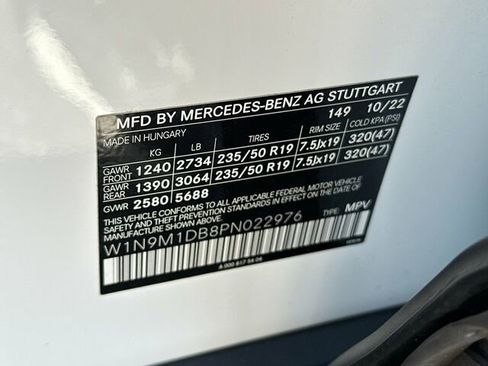 MFD BY MERCEDES-BENZ AG STUTTGART
MADE IN HUNGARY 149 10/22
KG LB TIRES RIM SIZE COLD KPA (PSI)
GAWR FRONT 1240 2734 235/50 R19 7.5Jx19 320(47)
GAWR REAR 1390 3064 235/50 R19 7.5Jx19 320(47)
GVWR 2580 5688
THIS VEHICLE CONFORMS TO ALL APPLICABLE FEDERAL MOTOR VEHICLE
SAFETY, BUMPER, AND THEFT PREVENTION STANDARDS IN EFFECT ON THE DATE OF
MANUFACTURE SHOWN ABOVE.
W1N9M1DB8PN022976 TYPE: MPV